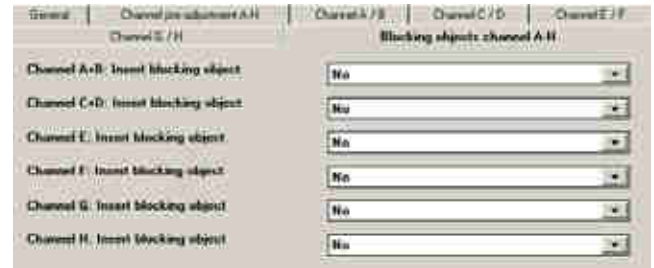 General Channel pre-adjustment A-H Channel A / B Channel C / D Channel E / F
Channel G / H Blocking objects channel A-H
Channel A+B: Insert blocking object No
Channel C+D: Insert blocking object No
Channel E: Insert blocking object No
Channel F: Insert blocking object No
Channel G: Insert blocking object No
Channel H: Insert blocking object No